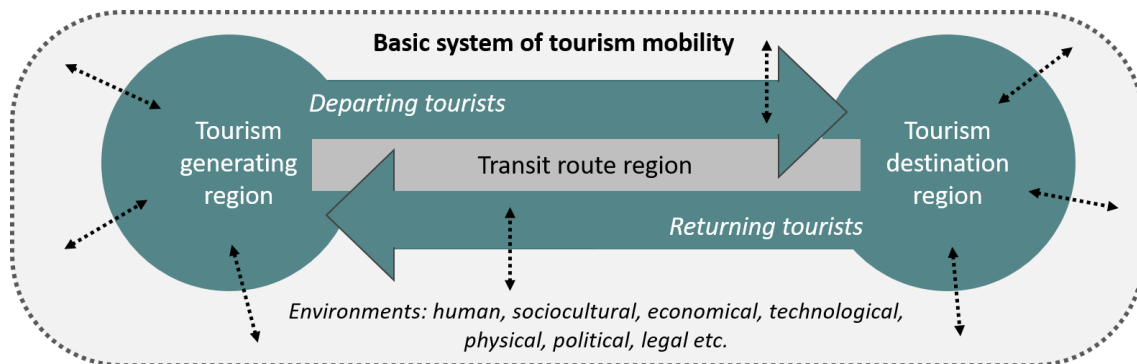 Basic system of tourism mobility
Departing tourists
Tourism
generating
region
Transit route region
Tourism
destination
region
Returning tourists
Environments: human, sociocultural, economical, technological,
physical, political, legal etc.